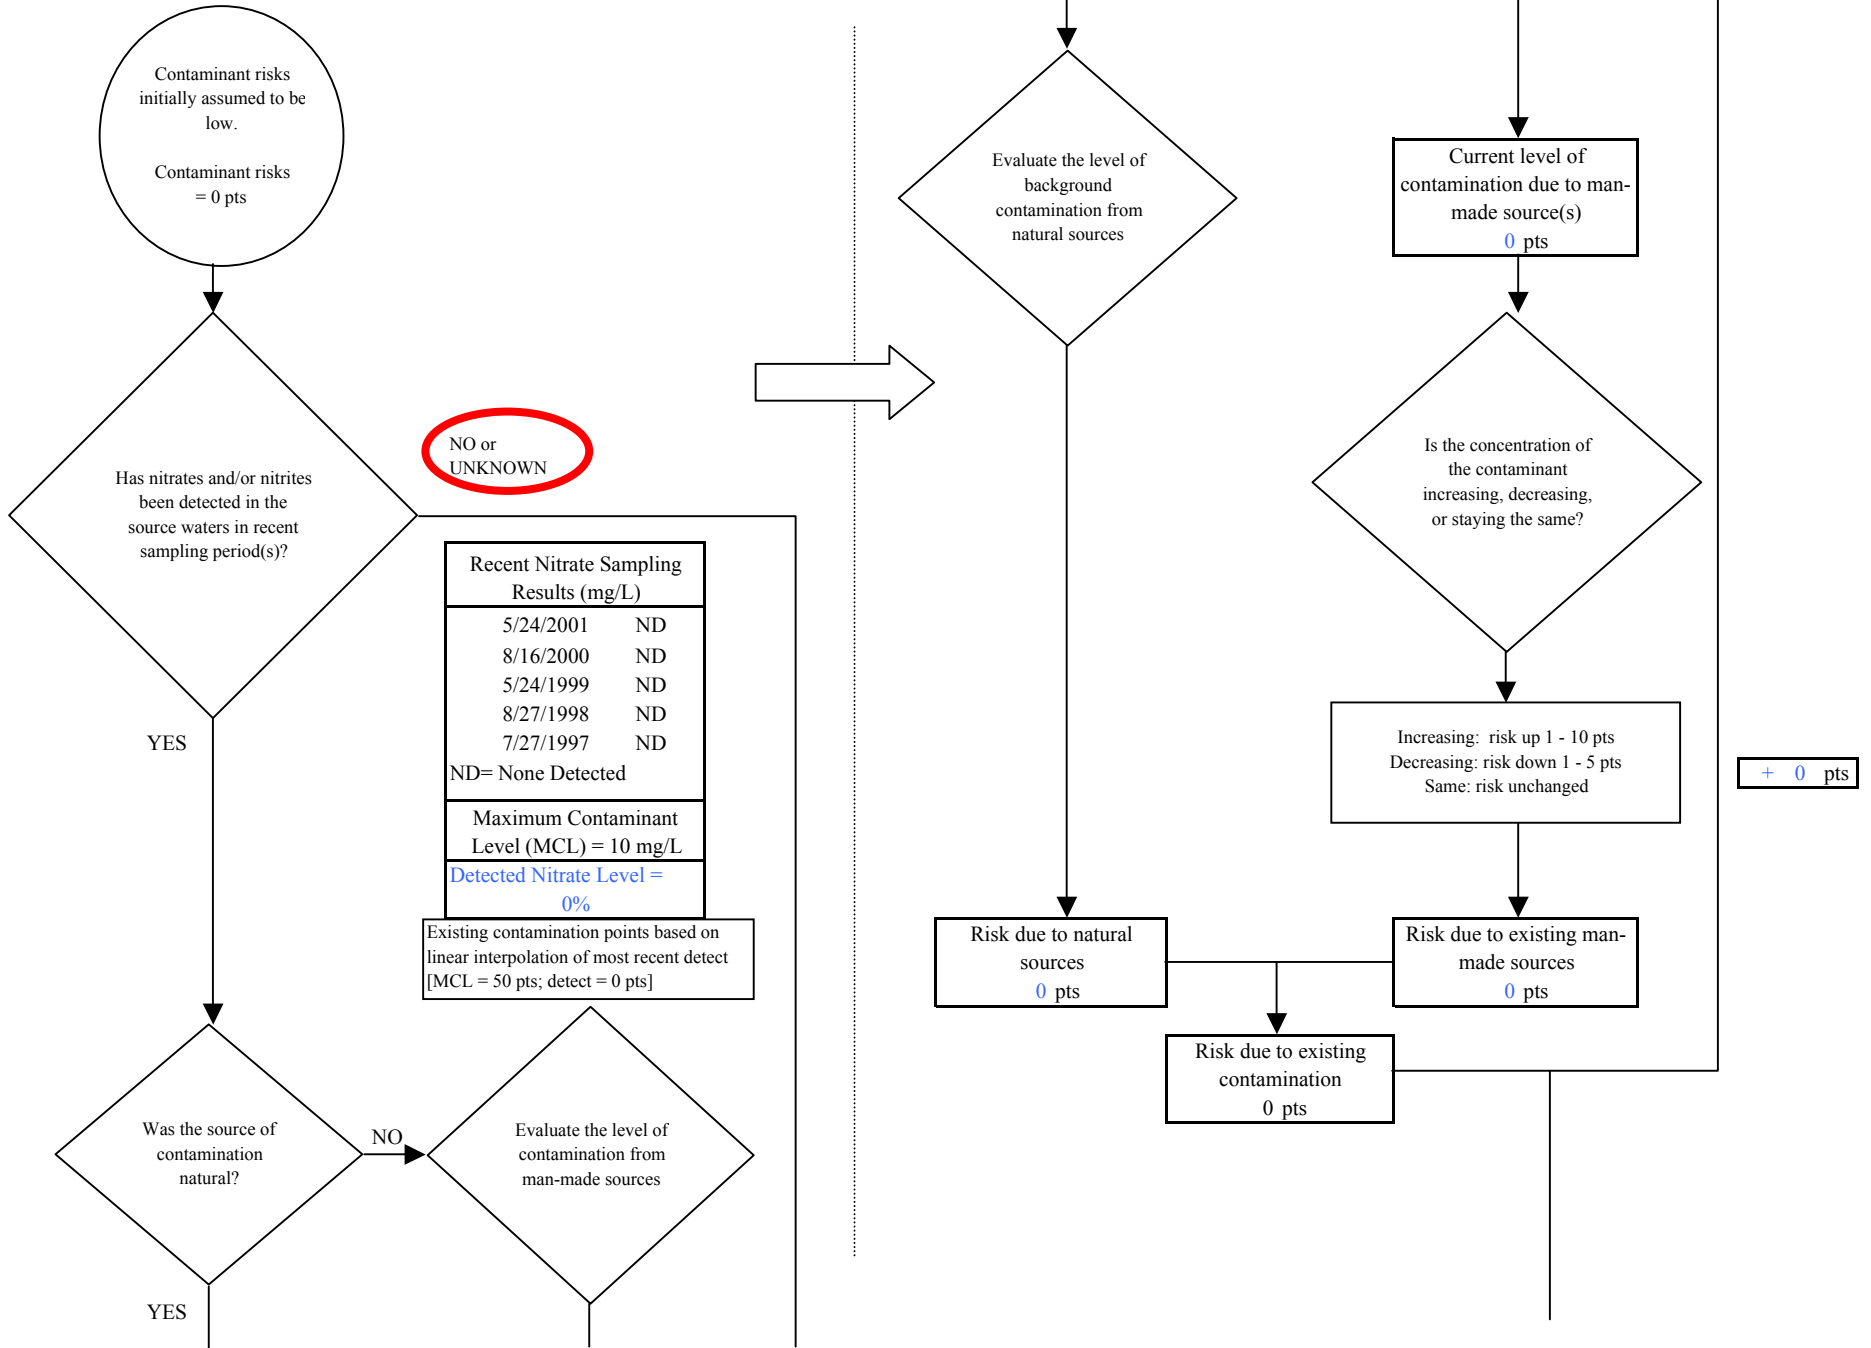 Contaminant risks
initially assumed to be
low.
Contaminant risks
= 0 pts
Has nitrates and/or nitrites
been detected in the
source waters in recent
sampling period(s)?
NO or
UNKNOWN
YES
Recent Nitrate Sampling
Results (mg/L)
5/24/2001 ND
8/16/2000 ND
5/24/1999 ND
8/27/1998 ND
7/27/1997 ND
ND= None Detected
Maximum Contaminant
Level (MCL) = 10 mg/L
Detected Nitrate Level =
0%
Existing contamination points based on
linear interpolation of most recent detect
[MCL = 50 pts; detect = 0 pts]
Was the source of
contamination
natural?
NO
YES
Evaluate the level of
contamination from
man-made sources
Evaluate the level of
background
contamination from
natural sources
Current level of
contamination due to man-
made source(s)
0 pts
Is the concentration of
the contaminant
increasing, decreasing,
or staying the same?
Increasing: risk up 1 - 10 pts
Decreasing: risk down 1 - 5 pts
Same: risk unchanged
+ 0 pts
Risk due to natural
sources
0 pts
Risk due to existing man-
made sources
0 pts
Risk due to existing
contamination
0 pts